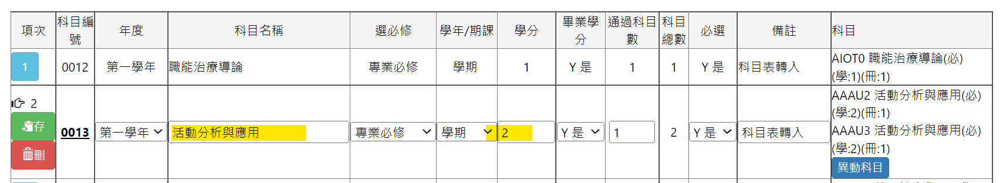 項次 科目編號 年度 科目名稱 選必修 學年/期課 學分 畢業學分 通過科目數 科目總數 必選 備註 科目
1 0012 第一學年 職能治療導論 專業必修 學期 1 Y 是 1 1 Y 是 科目表轉入 AIOT0 職能治療導論(必)
(學:1)(冊:1)
2 存 刪 0013 第一學年 活動分析與應用 專業必修 學期 2 Y 是 1 2 Y 是 科目表轉入 AAAU2 活動分析與應用(必)
(學:2)(冊:1)
AAAU3 活動分析與應用(必)
(學:2)(冊:1)
異動科目